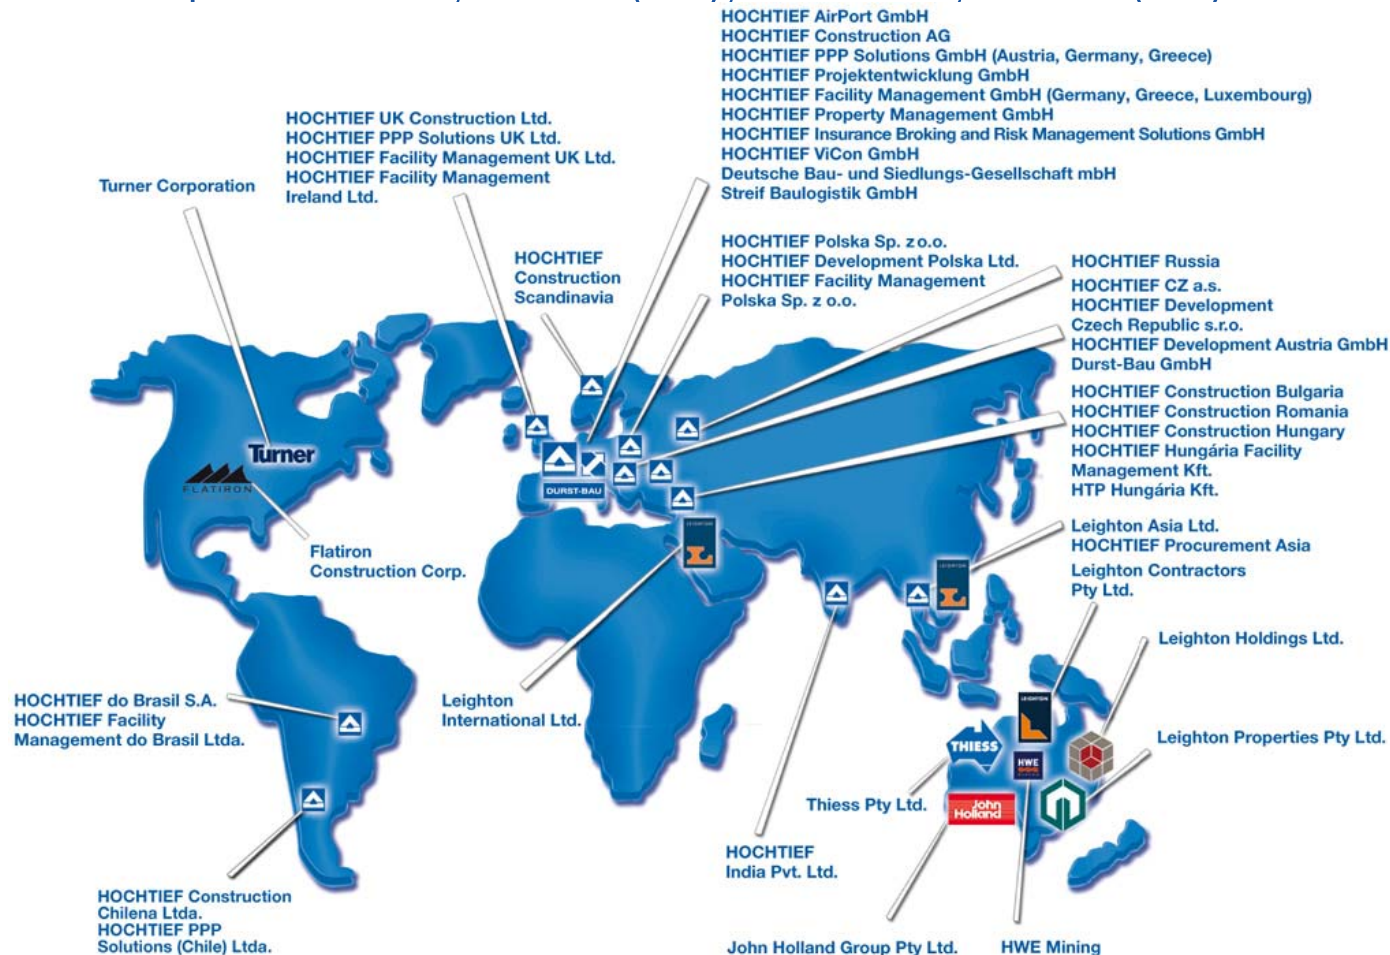 HOCHTIEF AirPort GmbH
HOCHTIEF Construction AG
HOCHTIEF PPP Solutions GmbH (Austria, Germany, Greece)
HOCHTIEF Projektentwicklung GmbH
HOCHTIEF Facility Management GmbH (Germany, Greece, Luxembourg)
HOCHTIEF Property Management GmbH
HOCHTIEF Insurance Broking and Risk Management Solutions GmbH
HOCHTIEF ViCon GmbH
Deutsche Bau- und Siedlungs-Gesellschaft mbH
Streif Baulogistik GmbH
HOCHTIEF UK Construction Ltd.
HOCHTIEF PPP Solutions UK Ltd.
HOCHTIEF Facility Management UK Ltd.
HOCHTIEF Facility Management
Ireland Ltd.
Turner Corporation
HOCHTIEF
Construction
Scandinavia
HOCHTIEF Polska Sp. z o.o.
HOCHTIEF Development Polska Ltd.
HOCHTIEF Facility Management
Polska Sp. z o.o.
HOCHTIEF Russia
HOCHTIEF CZ a.s.
HOCHTIEF Development
Czech Republic s.r.o.
HOCHTIEF Development Austria GmbH
Durst-Bau GmbH
HOCHTIEF Construction Bulgaria
HOCHTIEF Construction Romania
HOCHTIEF Construction Hungary
HOCHTIEF Hungária Facility
Management Kft.
HTP Hungária Kft.
Turner
FLATIRON
DURST-BAU
LEIGHTON
Flatiron
Construction Corp.
Leighton Asia Ltd.
HOCHTIEF Procurement Asia
LEIGHTON
Leighton Contractors
Pty Ltd.
Leighton Holdings Ltd.
HOCHTIEF do Brasil S.A.
HOCHTIEF Facility
Management do Brasil Ltda.
Leighton
International Ltd.
LEIGHTON
THIESS
HWE
Leighton Properties Pty Ltd.
Thiess Pty Ltd.
John
Holland
HOCHTIEF
India Pvt. Ltd.
HOCHTIEF Construction
Chilena Ltda.
HOCHTIEF PPP
Solutions (Chile) Ltda.
John Holland Group Pty Ltd.
HWE Mining